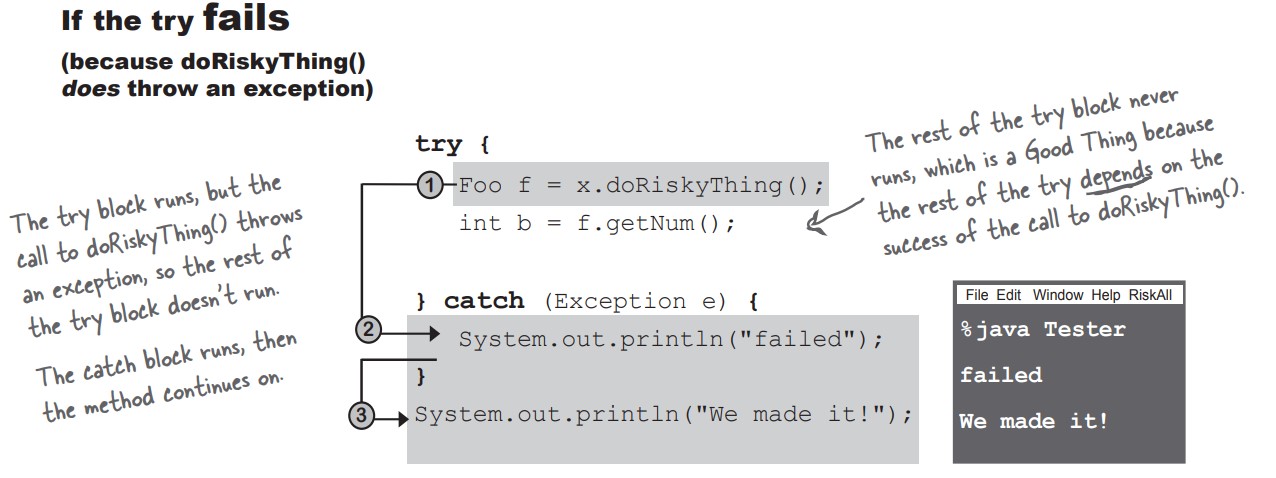 If the try fails
(because doRiskyThing()
does throw an exception)
The try block runs, but the
call to doRiskyThing() throws
an exception, so the rest of
the try block doesn't run.
The catch block runs, then
the method continues on.
try {
1 Foo f = x.doRiskyThing();
int b = f.getNum();
} catch (Exception e) {
2 System.out.println("failed");
}
3 System.out.println("We made it!");
The rest of the try block never
runs, which is a Good Thing because
the rest of the try depends on the
success of the call to doRiskyThing().
File Edit Window Help RiskAll
%java Tester
failed
We made it!